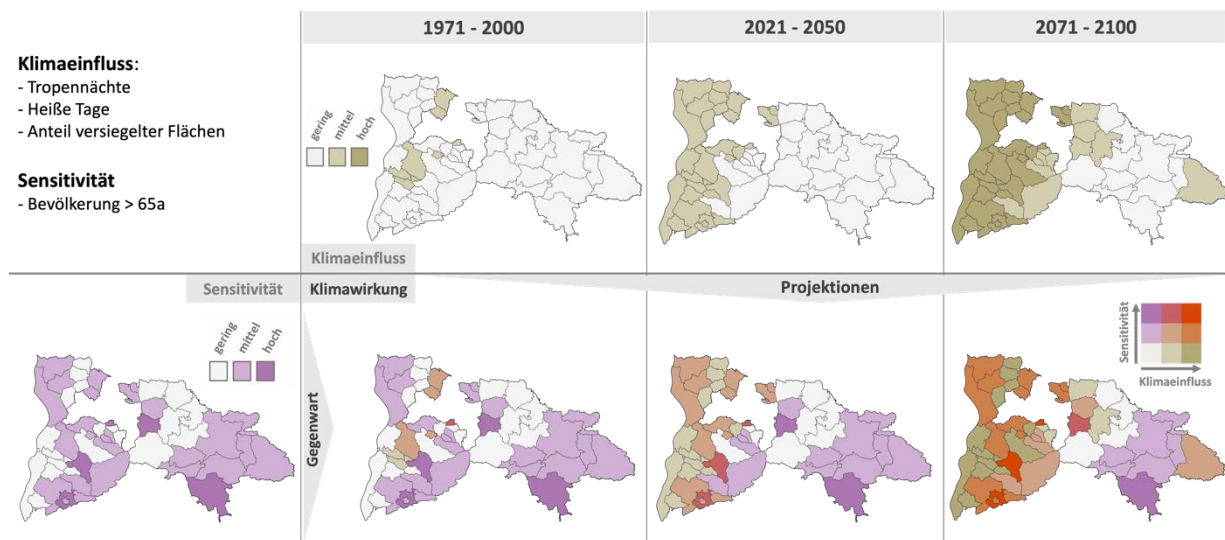 1971 - 2000
2021 - 2050
2071 - 2100
Klimaeinfluss:
- Tropennächte
- Heiße Tage
- Anteil versiegelter Flächen
Sensitivität
- Bevölkerung > 65a
gering
mittel
hoch
Klimaeinfluss
Sensitivität
Klimawirkung
Projektionen
gering
mittel
hoch
Gegenwart
Sensitivität
Klimaeinfluss